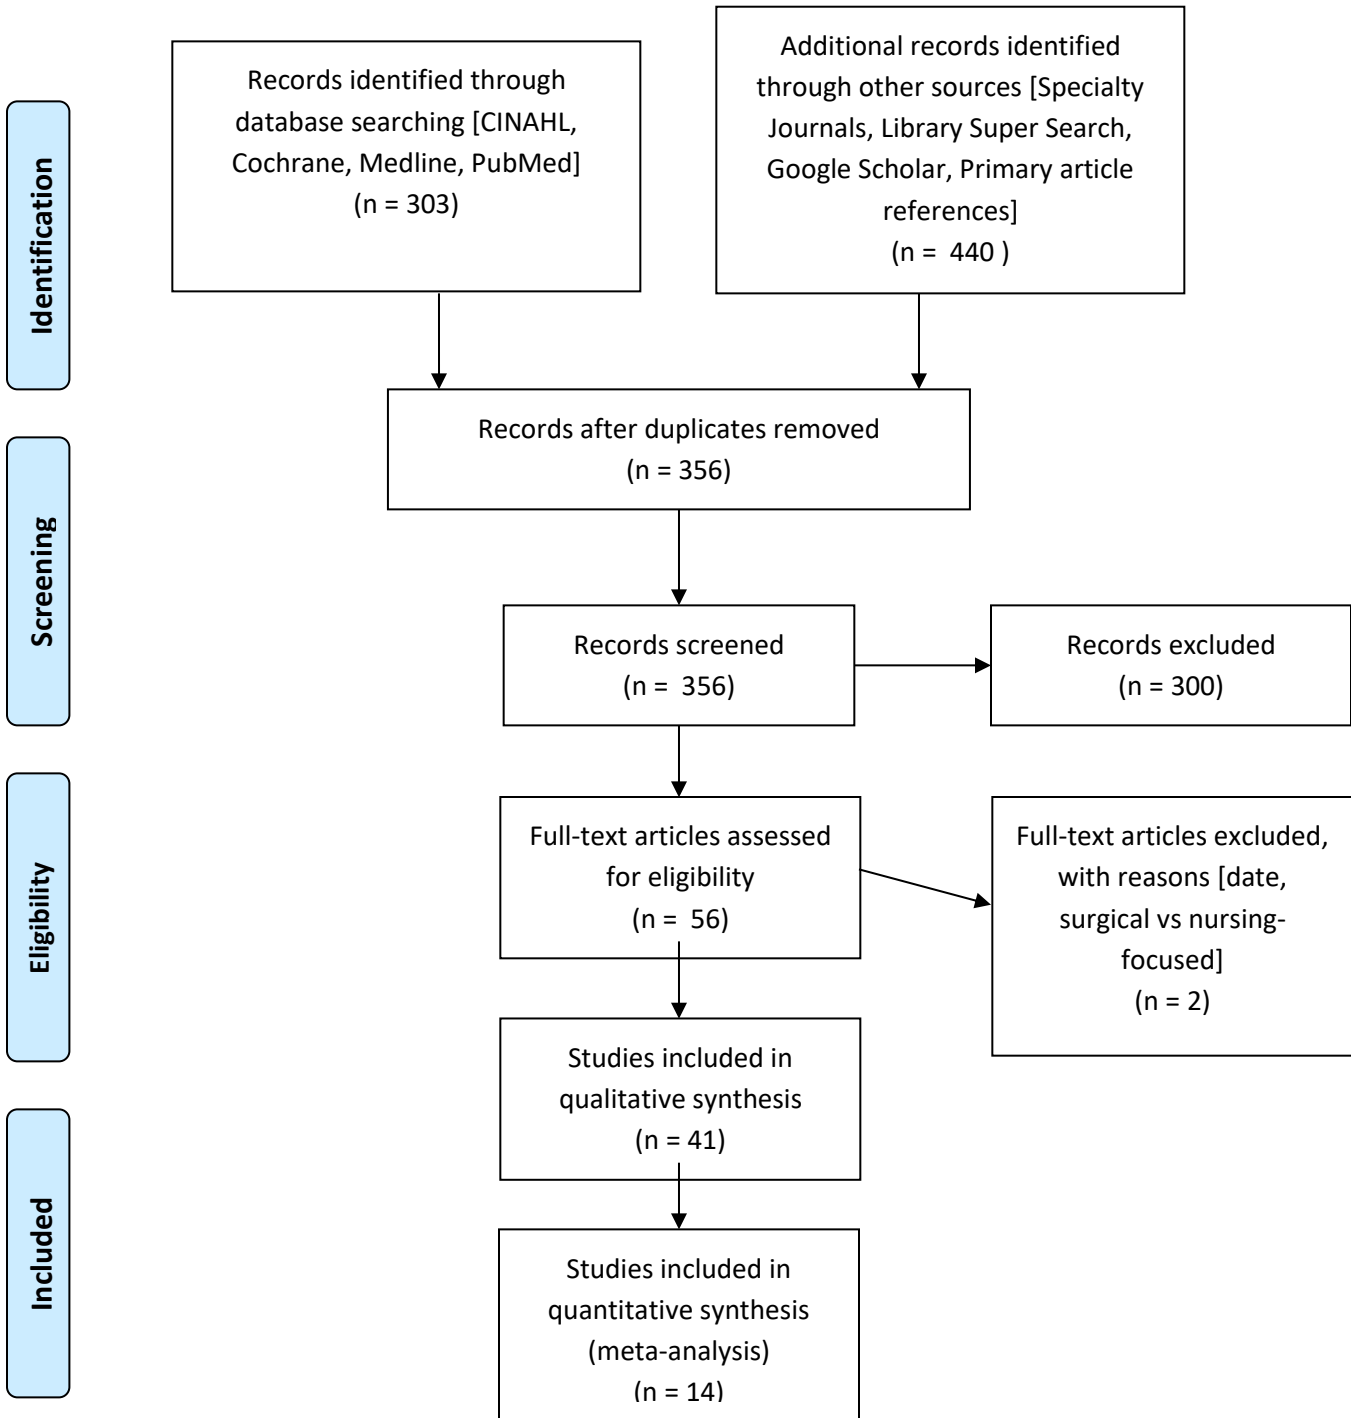 Identification
Records identified through
database searching [CINAHL,
Cochrane, Medline, PubMed]
(n = 303)
Additional records identified
through other sources [Specialty
Journals, Library Super Search,
Google Scholar, Primary article
references]
(n =  440 )
Records after duplicates removed
(n = 356)
Screening
Records screened
(n =  356)
Records excluded
(n = 300)
Eligibility
Full-text articles assessed
for eligibility
(n =  56)
Full-text articles excluded,
with reasons [date,
surgical vs nursing-
focused]
(n = 2)
Studies included in
qualitative synthesis
(n = 41)
Included
Studies included in
quantitative synthesis
(meta-analysis)
(n = 14)